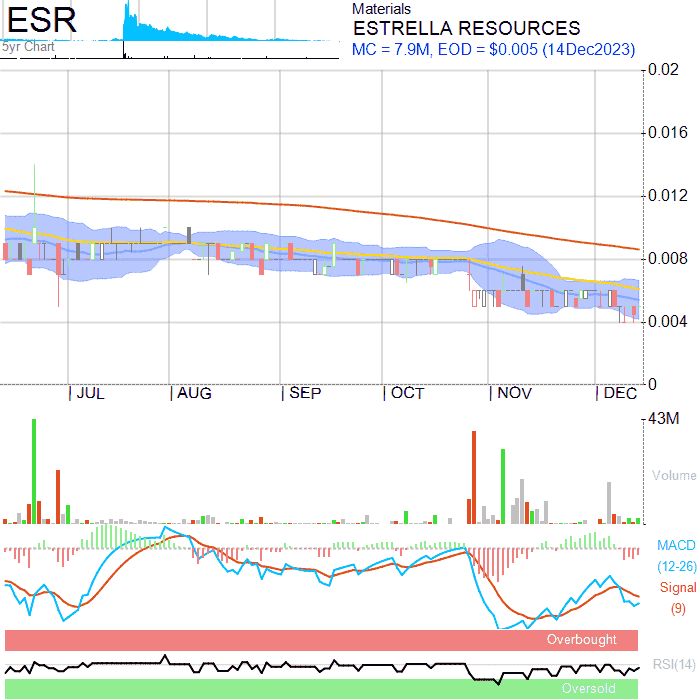 ESR
5yr Chart
Materials
ESTRELLA RESOURCES
MC = 7.9M, EOD = $0.005 (14Dec2023)
0.02
0.016
0.012
0.008
0.004
0
JUL AUG SEP OCT NOV DEC
43M
Volume
MACD
(12-26)
Signal
(9)
Overbought
RSI(14)
Oversold